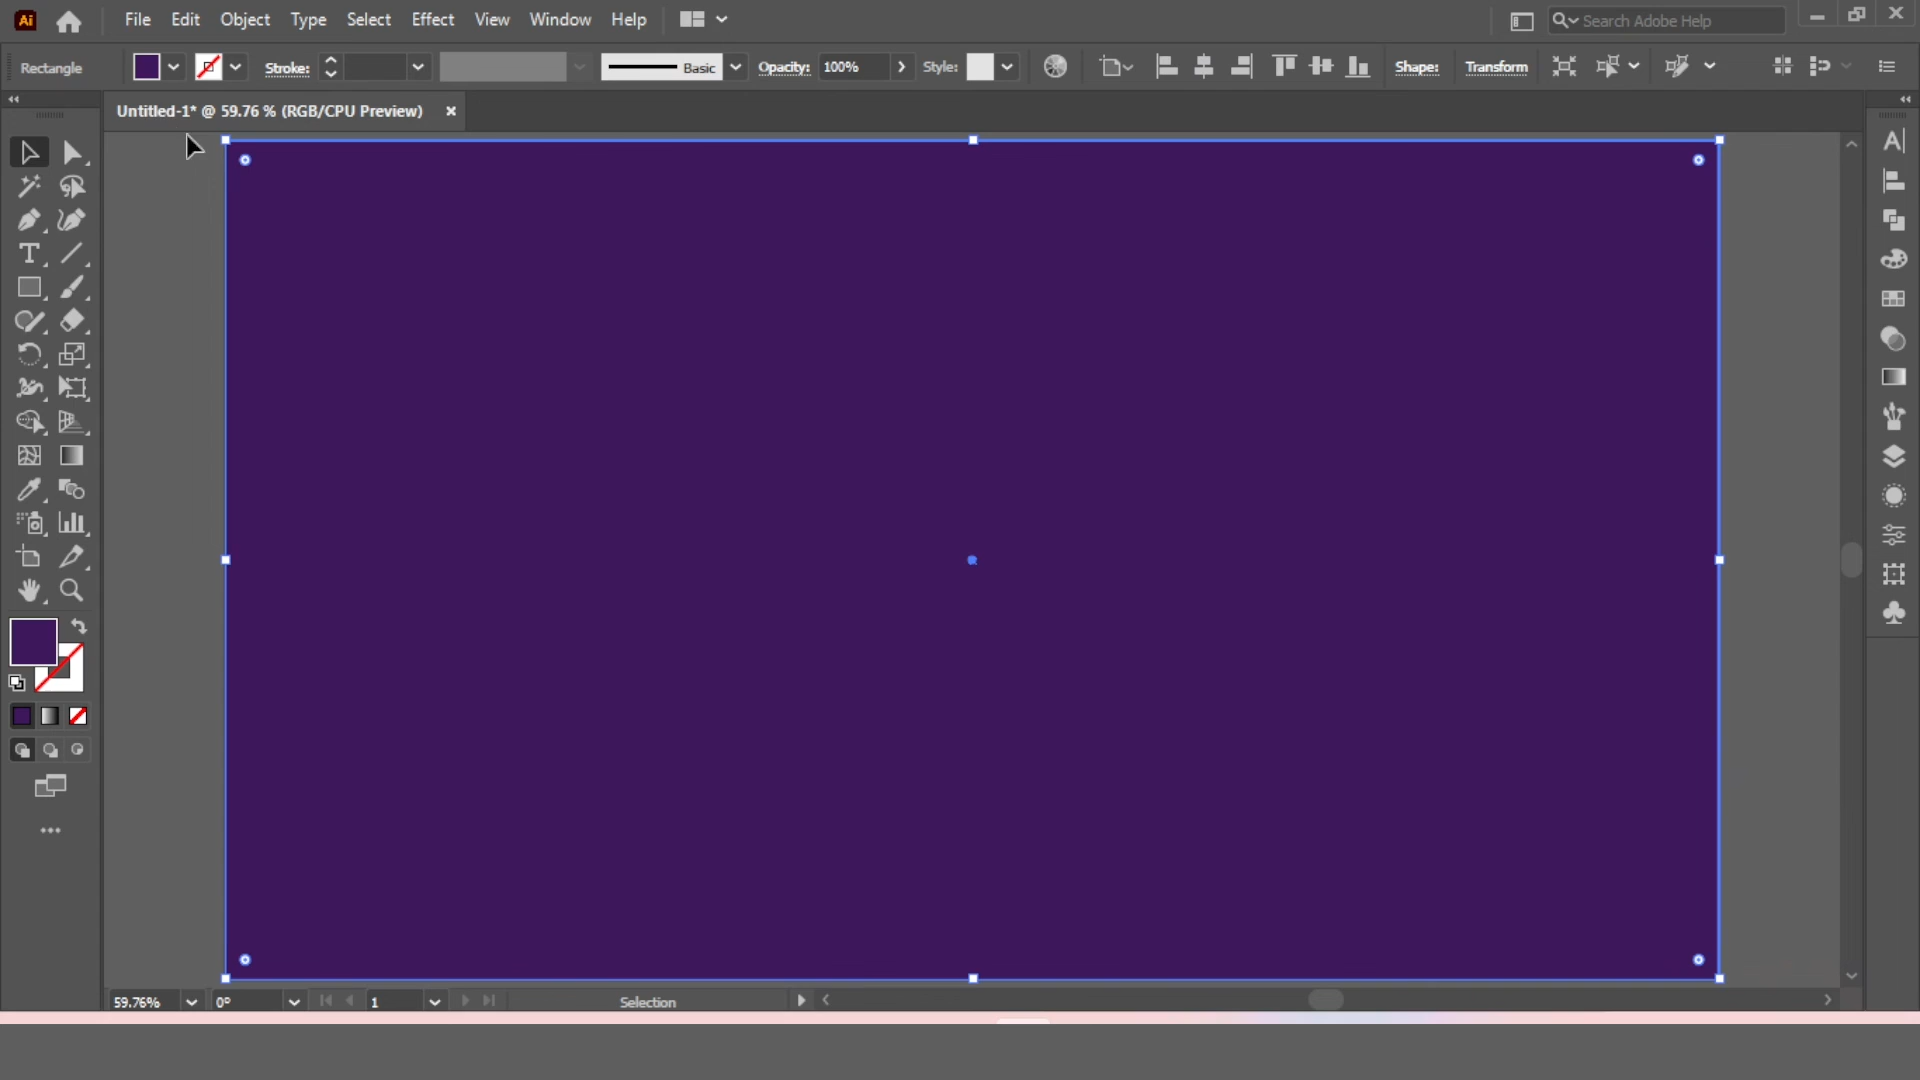 Ai File Edit Object Type Select Effect View Window Help Search Adobe Help
Rectangle Stroke: Basic Opacity: 100% Style: Shape: Transform
Untitled-1* @ 59.76 % (RGB/CPU Preview)
59.76% 0° 1 Selection